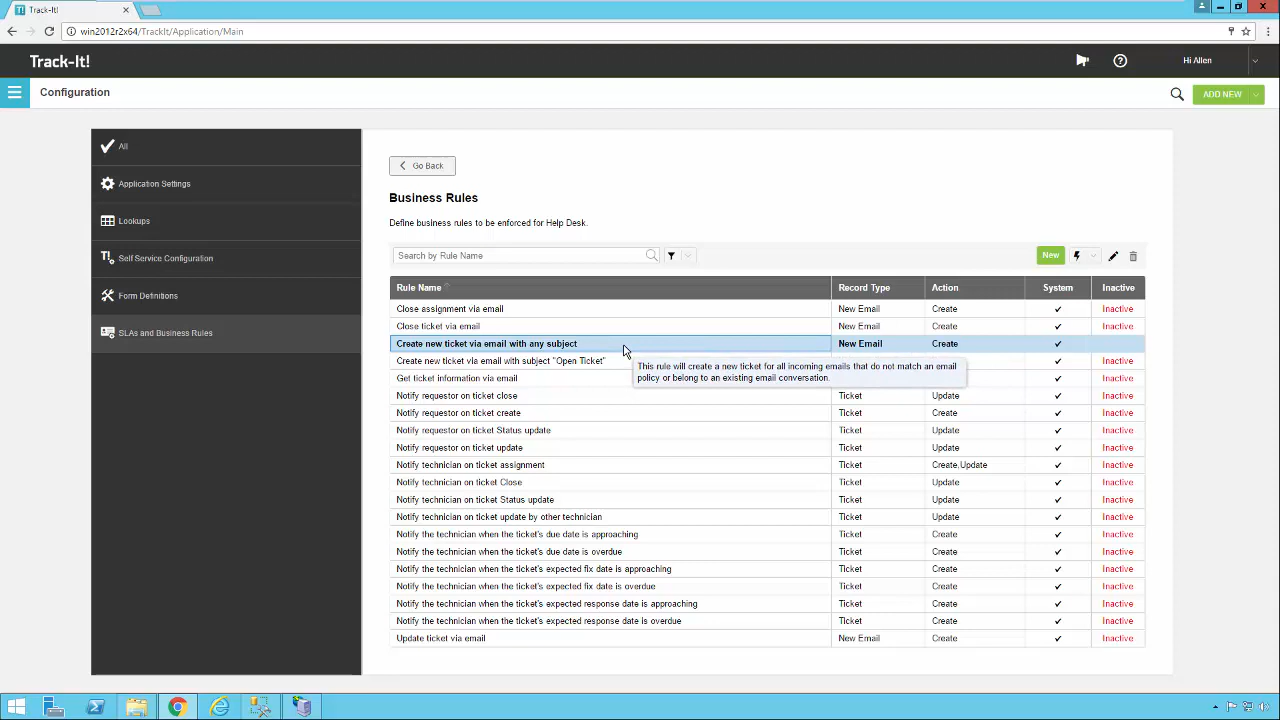 Track-It!
win2012r2x64/TrackIt/Application/Main
Track-It!
Hi Allen
Configuration
ADD NEW
All
Application Settings
Lookups
Self Service Configuration
Form Definitions
SLAs and Business Rules
Go Back
Business Rules
Define business rules to be enforced for Help Desk.
Search by Rule Name
New
Rule Name Record Type Action System Inactive
Close assignment via email New Email Create Inactive
Close ticket via email New Email Create Inactive
Create new ticket via email with any subject New Email Create
Create new ticket via email with subject "Open Ticket" Inactive
This rule will create a new ticket for all incoming emails that do not match an email
policy or belong to an existing email conversation.
Get ticket information via email Inactive
Notify requestor on ticket close Ticket Update Inactive
Notify requestor on ticket create Ticket Create Inactive
Notify requestor on ticket Status update Ticket Update Inactive
Notify requestor on ticket update Ticket Update Inactive
Notify technician on ticket assignment Ticket Create,Update Inactive
Notify technician on ticket Close Ticket Update Inactive
Notify technician on ticket Status update Ticket Update Inactive
Notify technician on ticket update by other technician Ticket Update Inactive
Notify the technician when the ticket's due date is approaching Ticket Create Inactive
Notify the technician when the ticket's due date is overdue Ticket Create Inactive
Notify the technician when the ticket's expected fix date is approaching Ticket Create Inactive
Notify the technician when the ticket's expected fix date is overdue Ticket Create Inactive
Notify the technician when the ticket's expected response date is approaching Ticket Create Inactive
Notify the technician when the ticket's expected response date is overdue Ticket Create Inactive
Update ticket via email New Email Create Inactive